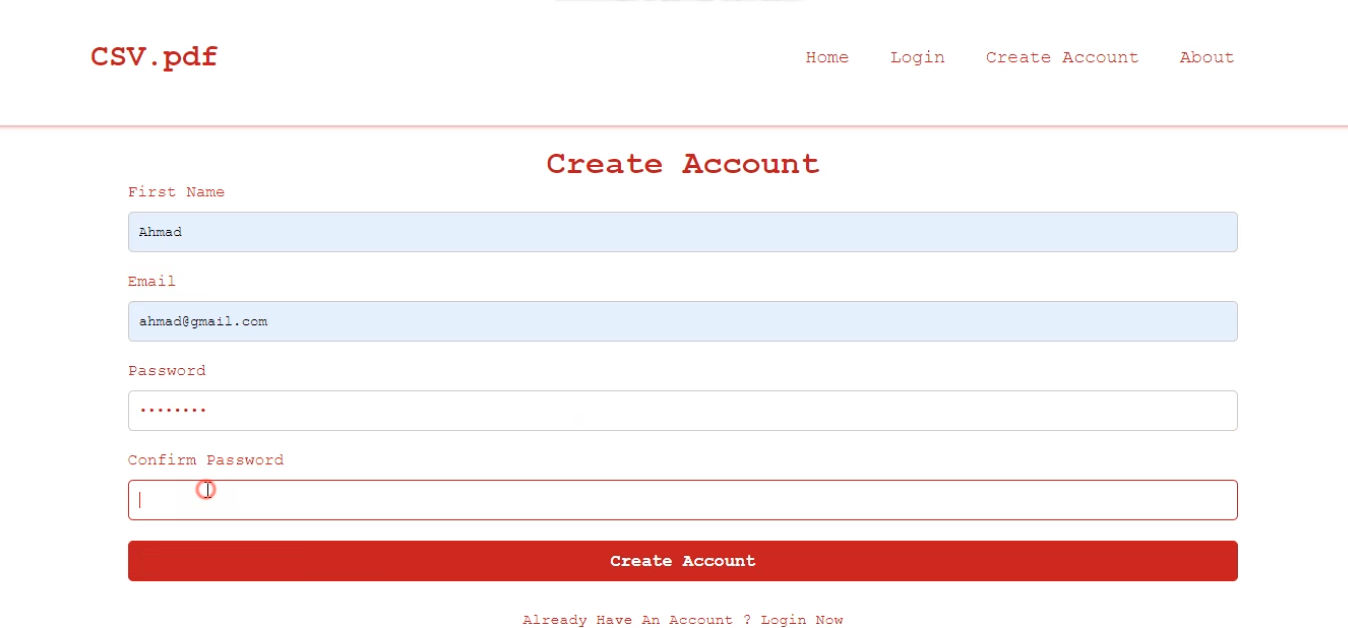 CSV.pdf
Home Login Create Account About
Create Account
First Name
Ahmad
Email
ahmad@gmail.com
Password
••••••••
Confirm Password
Create Account
Already Have An Account ? Login Now